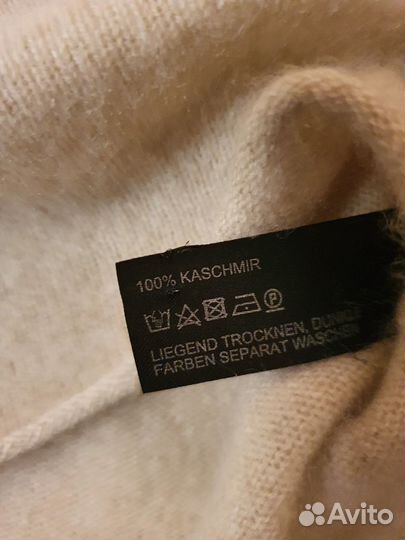 100% KASCHMIR
P
LIEGEND TROCKNEN, DUNKLE
FARBEN SEPARAT WASCHEN
Avito